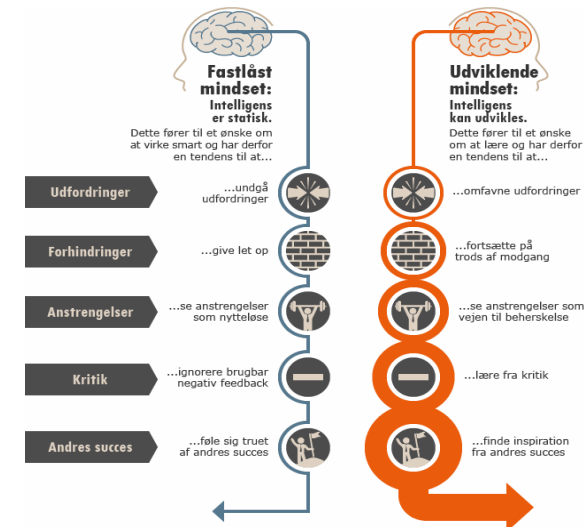 Fastlåst
mindset:
Intelligens
er statisk.
Dette fører til et ønske om
at virke smart og har derfor
en tendens til at...
Udviklende
mindset:
Intelligens
kan udvikles.
Dette fører til et ønske
om at lære og har derfor
en tendens til at...
Udfordringer
...undgå
udfordringer
...omfavne udfordringer
Forhindringer
...give let op
...fortsætte på
trods af modgang
Anstrengelser
...se anstrengelser
som nytteløse
...se anstrengelser som
vejen til beherskelse
Kritik
...ignorere brugbar
negativ feedback
...lære fra kritik
Andres succes
...føle sig truet
af andres succes
...finde inspiration
fra andres succes